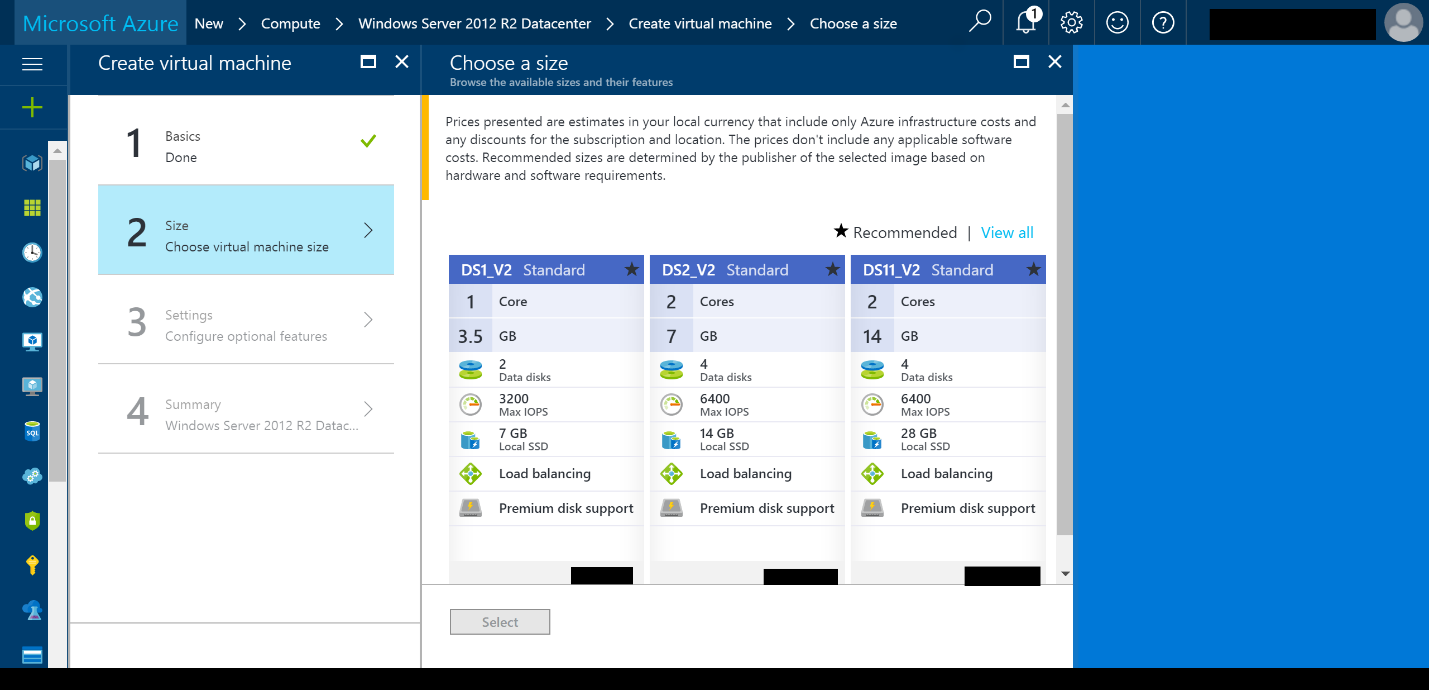 Microsoft Azure New > Compute > Windows Server 2012 R2 Datacenter > Create virtual machine > Choose a size 1
Create virtual machine
1 Basics
Done
2 Size
Choose virtual machine size
3 Settings
Configure optional features
4 Summary
Windows Server 2012 R2 Datac...
Choose a size
Browse the available sizes and their features
Prices presented are estimates in your local currency that include only Azure infrastructure costs and
any discounts for the subscription and location. The prices don't include any applicable software
costs. Recommended sizes are determined by the publisher of the selected image based on
hardware and software requirements.
★ Recommended | View all
DS1_V2 Standard ★
1 Core
3.5 GB
2
Data disks
3200
Max IOPS
7 GB
Local SSD
Load balancing
Premium disk support
DS2_V2 Standard ★
2 Cores
7 GB
4
Data disks
6400
Max IOPS
14 GB
Local SSD
Load balancing
Premium disk support
DS11_V2 Standard ★
2 Cores
14 GB
4
Data disks
6400
Max IOPS
28 GB
Local SSD
Load balancing
Premium disk support
Select
SQL